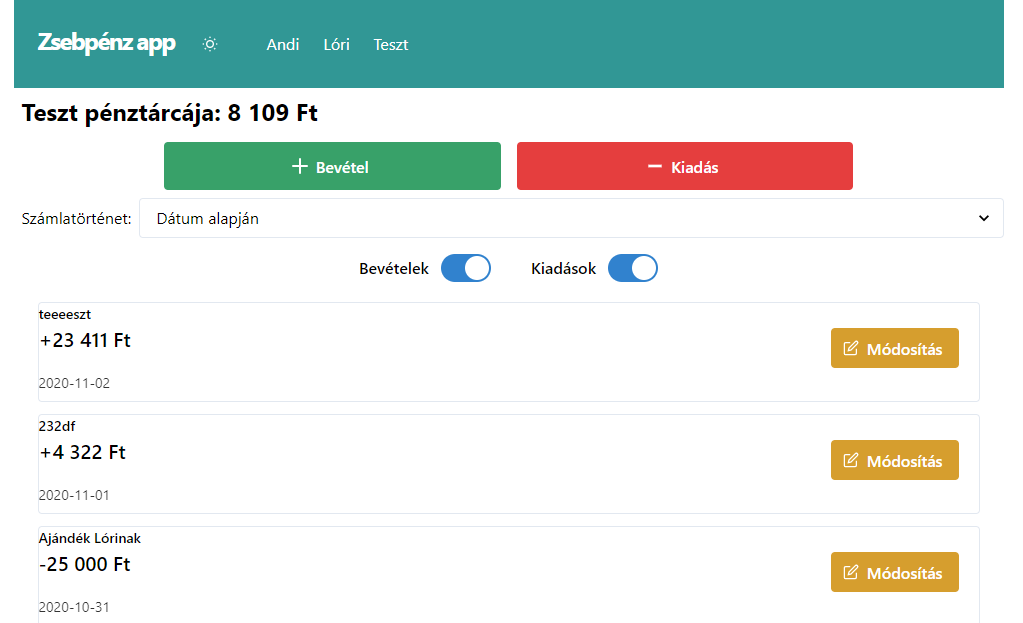 Zsebpénz app Andi Lóri Teszt
Teszt pénztárcája: 8 109 Ft
Bevétel Kiadás
Számlatörténet: Dátum alapján
Bevételek Kiadások
teeeeszt
+23 411 Ft
Módosítás
2020-11-02
232df
+4 322 Ft
Módosítás
2020-11-01
Ajándék Lórinak
-25 000 Ft
Módosítás
2020-10-31